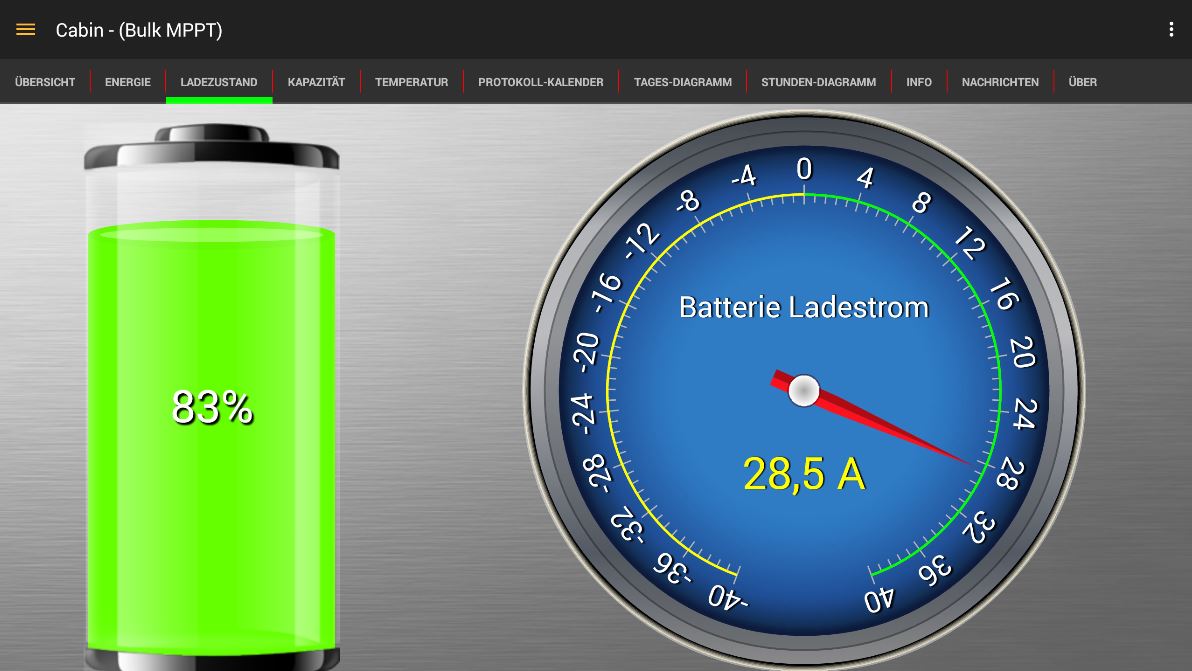 Cabin - (Bulk MPPT)
ÜBERSICHT ENERGIE LADEZUSTAND KAPAZITÄT TEMPERATUR PROTOKOLL-KALENDER TAGES-DIAGRAMM STUNDEN-DIAGRAMM INFO NACHRICHTEN ÜBER
83%
-40 -36 -32 -28 -24 -20 -16 -12 -8 -4 0 4 8 12 16 20 24 28 32 36 40
Batterie Ladestrom
28,5 A